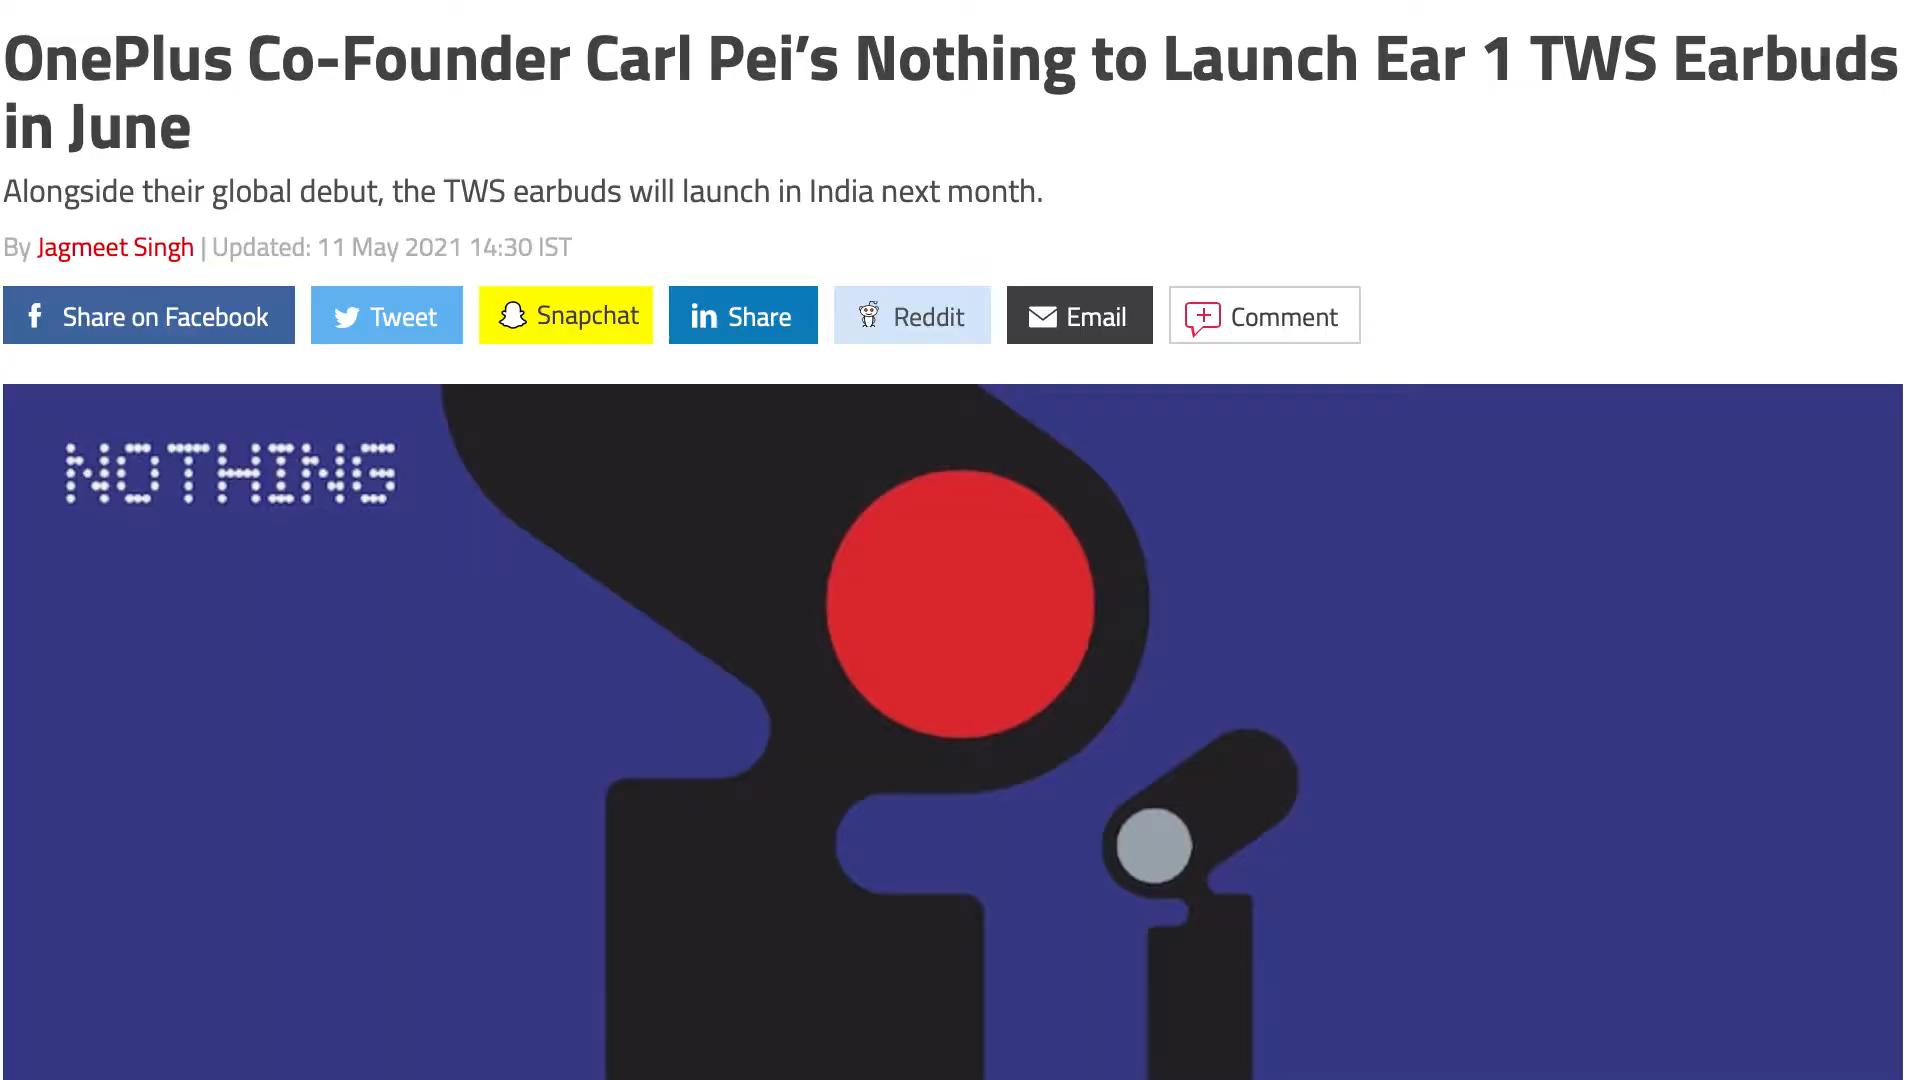 OnePlus Co-Founder Carl Pei’s Nothing to Launch Ear 1 TWS Earbuds
in June
Alongside their global debut, the TWS earbuds will launch in India next month.
By Jagmeet Singh | Updated: 11 May 2021 14:30 IST
Share on Facebook Tweet Snapchat in Share Reddit Email Comment
NOTHING